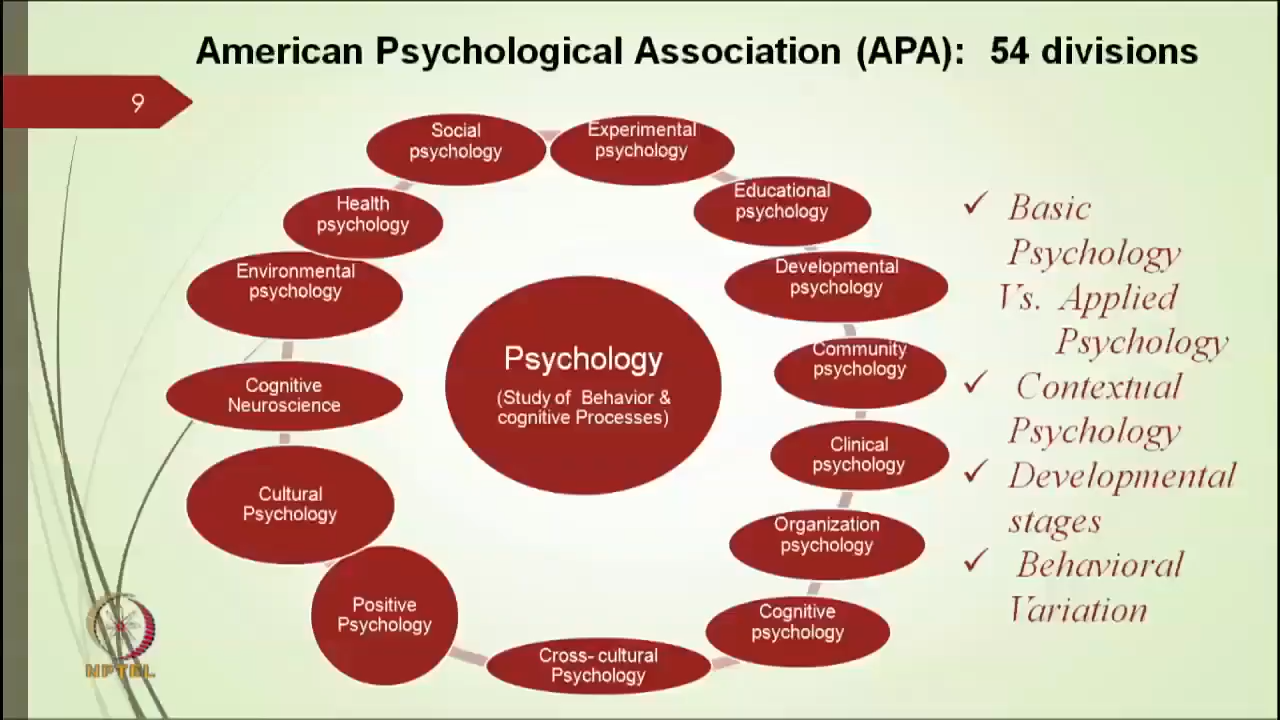 American Psychological Association (APA): 54 divisions
9
Social
psychology
Experimental
psychology
Educational
psychology
Developmental
psychology
Community
psychology
Clinical
psychology
Organization
psychology
Cognitive
psychology
Cross- cultural
Psychology
Positive
Psychology
Cultural
Psychology
Cognitive
Neuroscience
Environmental
psychology
Health
psychology
Psychology
(Study of Behavior &
cognitive Processes)
✓ Basic
Psychology
Vs. Applied
Psychology
✓ Contextual
Psychology
✓ Developmental
stages
✓ Behavioral
Variation
NPTEL